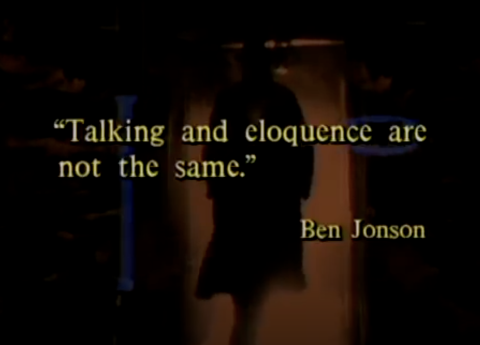 “Talking and eloquence are
not the same.”
Ben Jonson